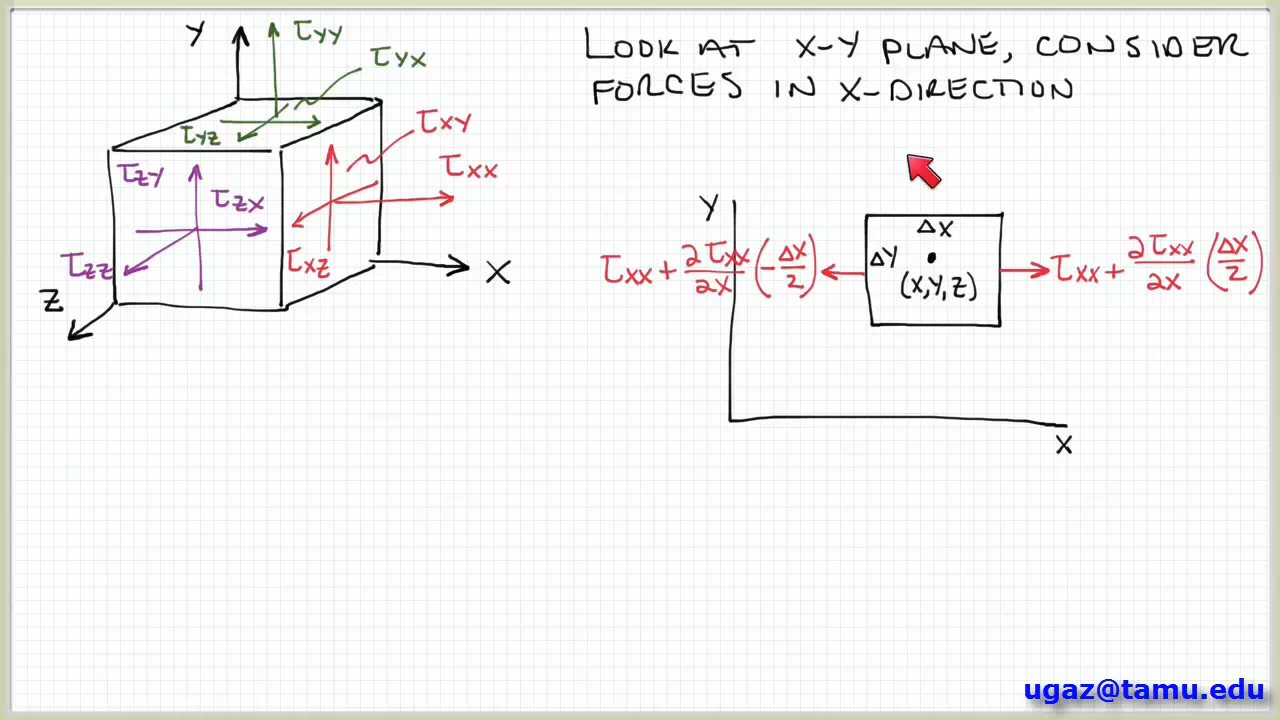 LOOK AT X-Y PLANE, CONSIDER
FORCES IN X-DIRECTION
Y
τyy
τyx
τyz
τxy
τxx
τzy
τzx
τxz
τzz
X
Z
Y
ΔX
ΔY
(X,Y,Z)
τxx + ∂τxx/∂x (-ΔX/2)
τxx + ∂τxx/∂x (ΔX/2)
X
ugaz@tamu.edu